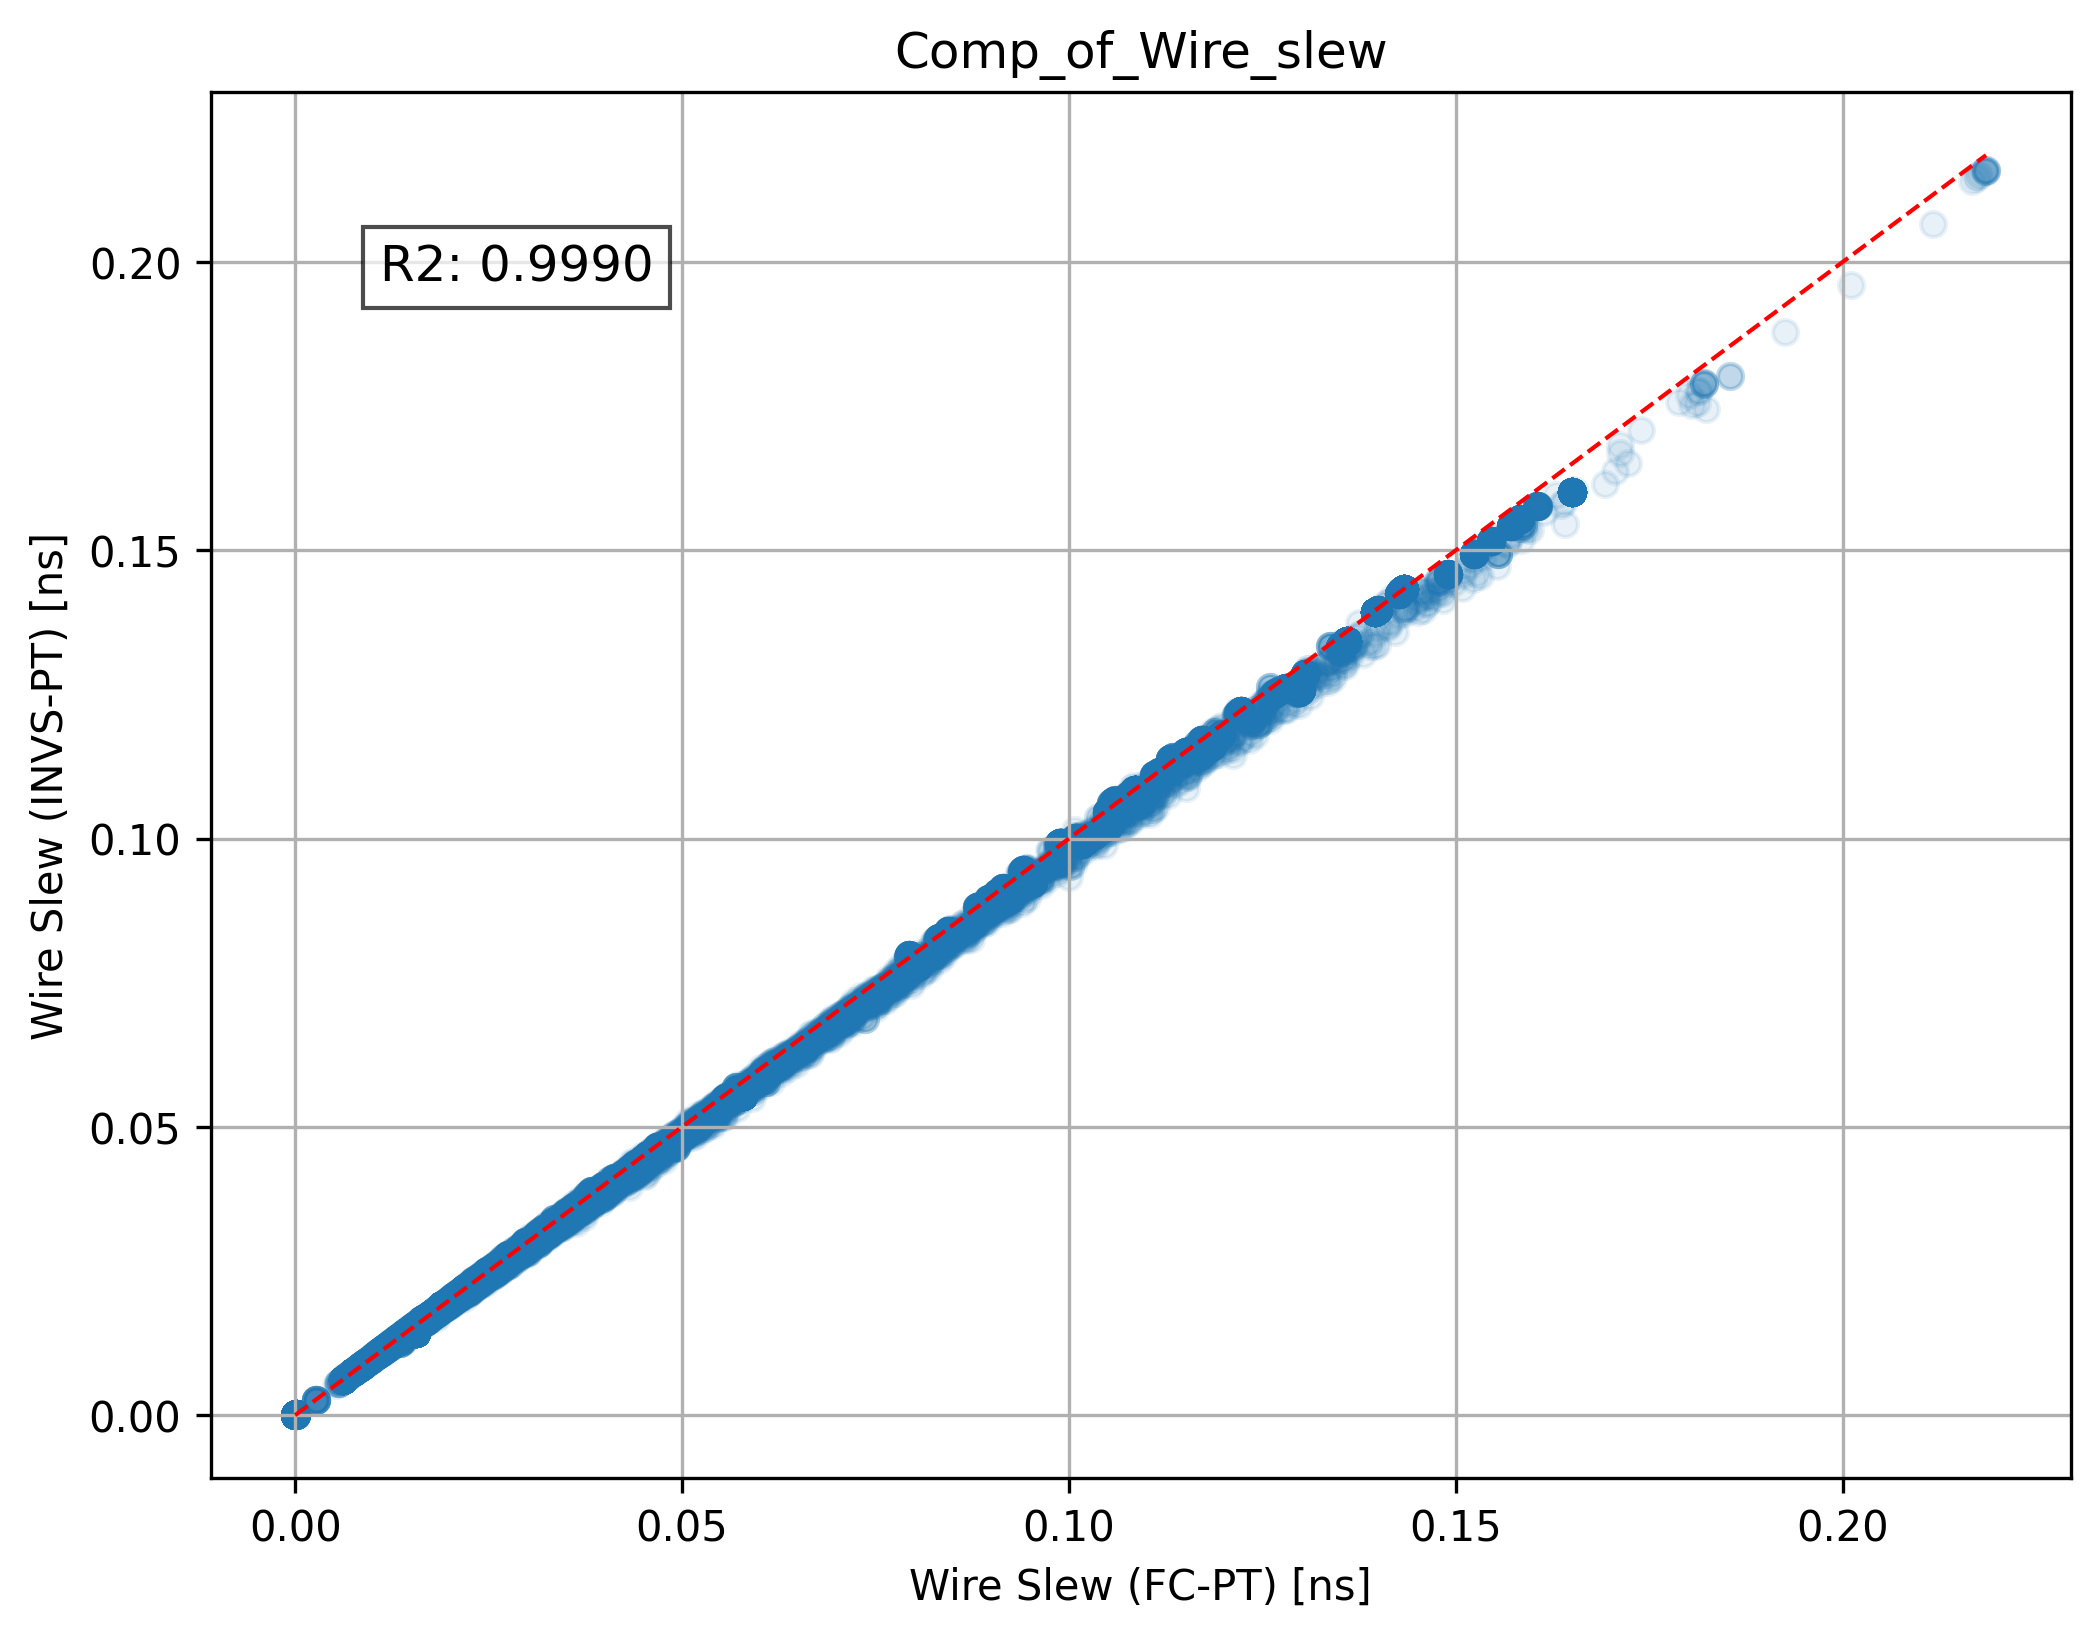 Comp_of_Wire_slew
R2: 0.9990
Wire Slew (INVS-PT) [ns]
0.20
0.15
0.10
0.05
0.00
0.00 0.05 0.10 0.15 0.20
Wire Slew (FC-PT) [ns]